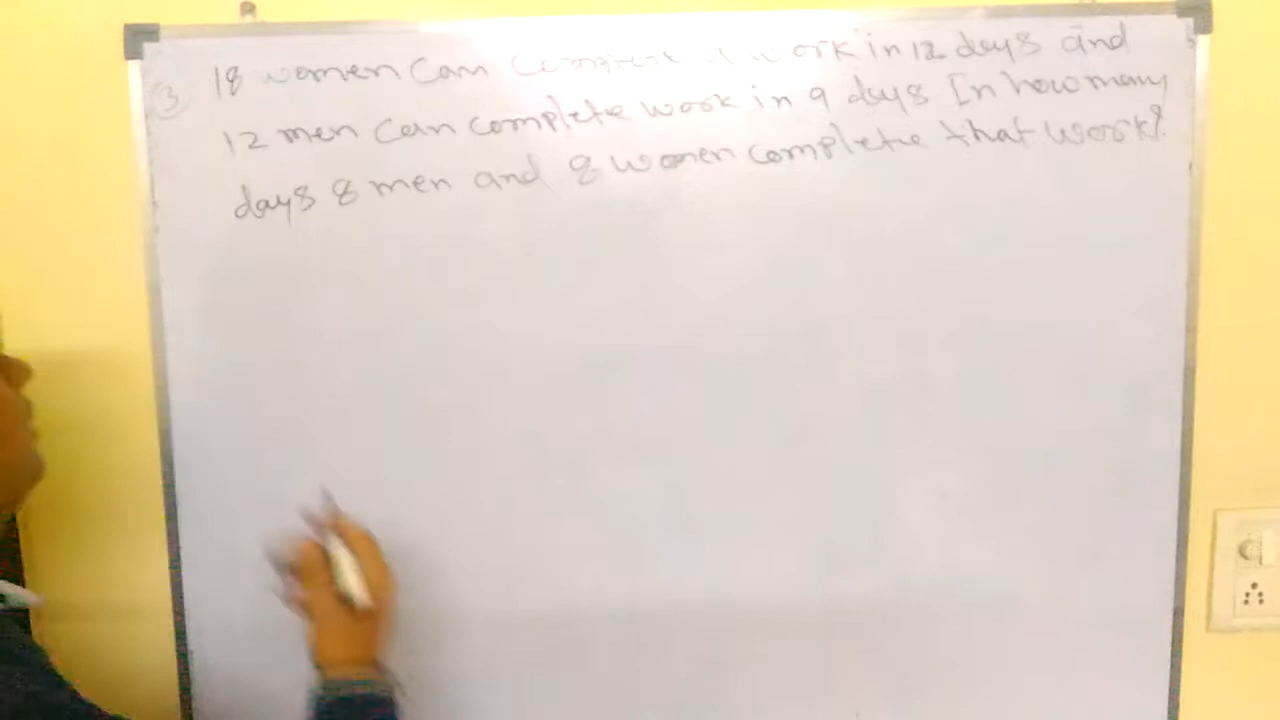 3 18 women can complete work in 12 days and
12 men can complete work in 9 days In how many
days 8 men and 8 women complete that work?